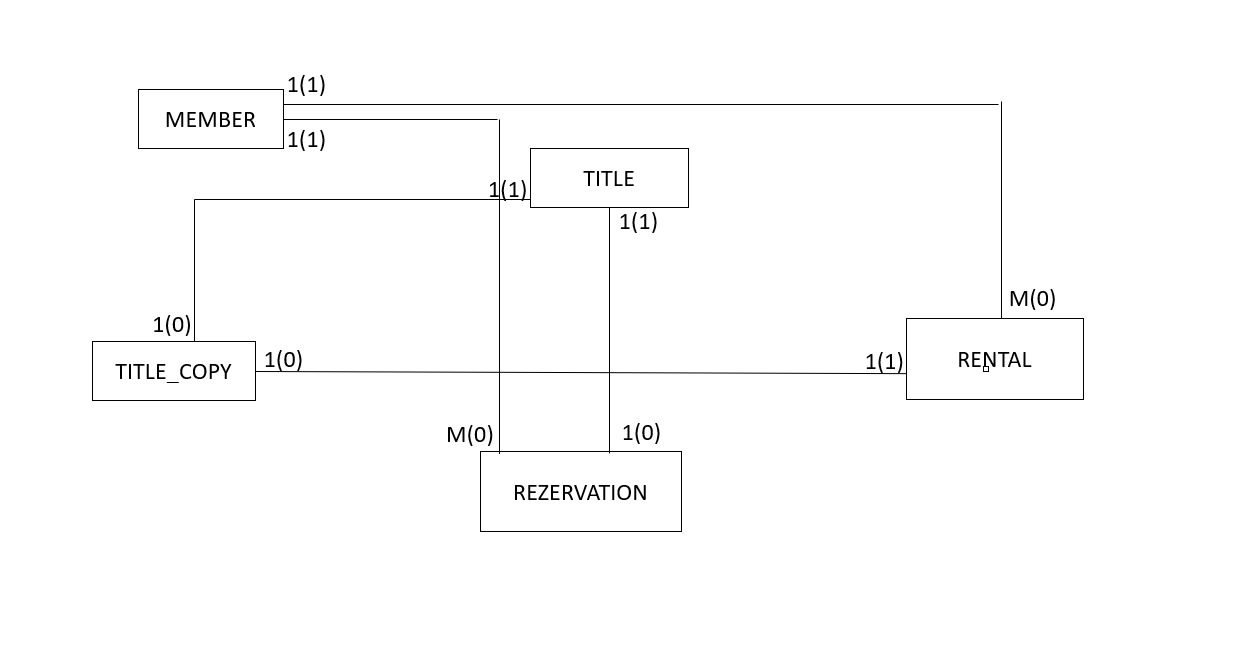 1(1)
MEMBER
1(1)
TITLE
1(1)
1(1)
M(0)
1(0)
TITLE_COPY
1(0)
1(1)
RENTAL
M(0)
1(0)
REZERVATION